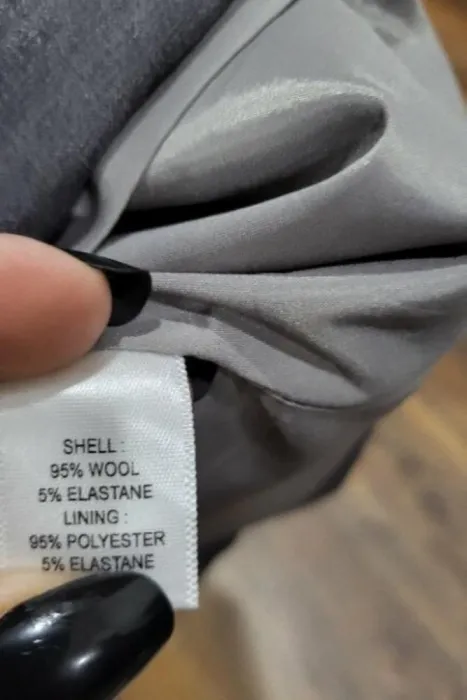 SHELL :
95% WOOL
5% ELASTANE
LINING :
95% POLYESTER
5% ELASTANE